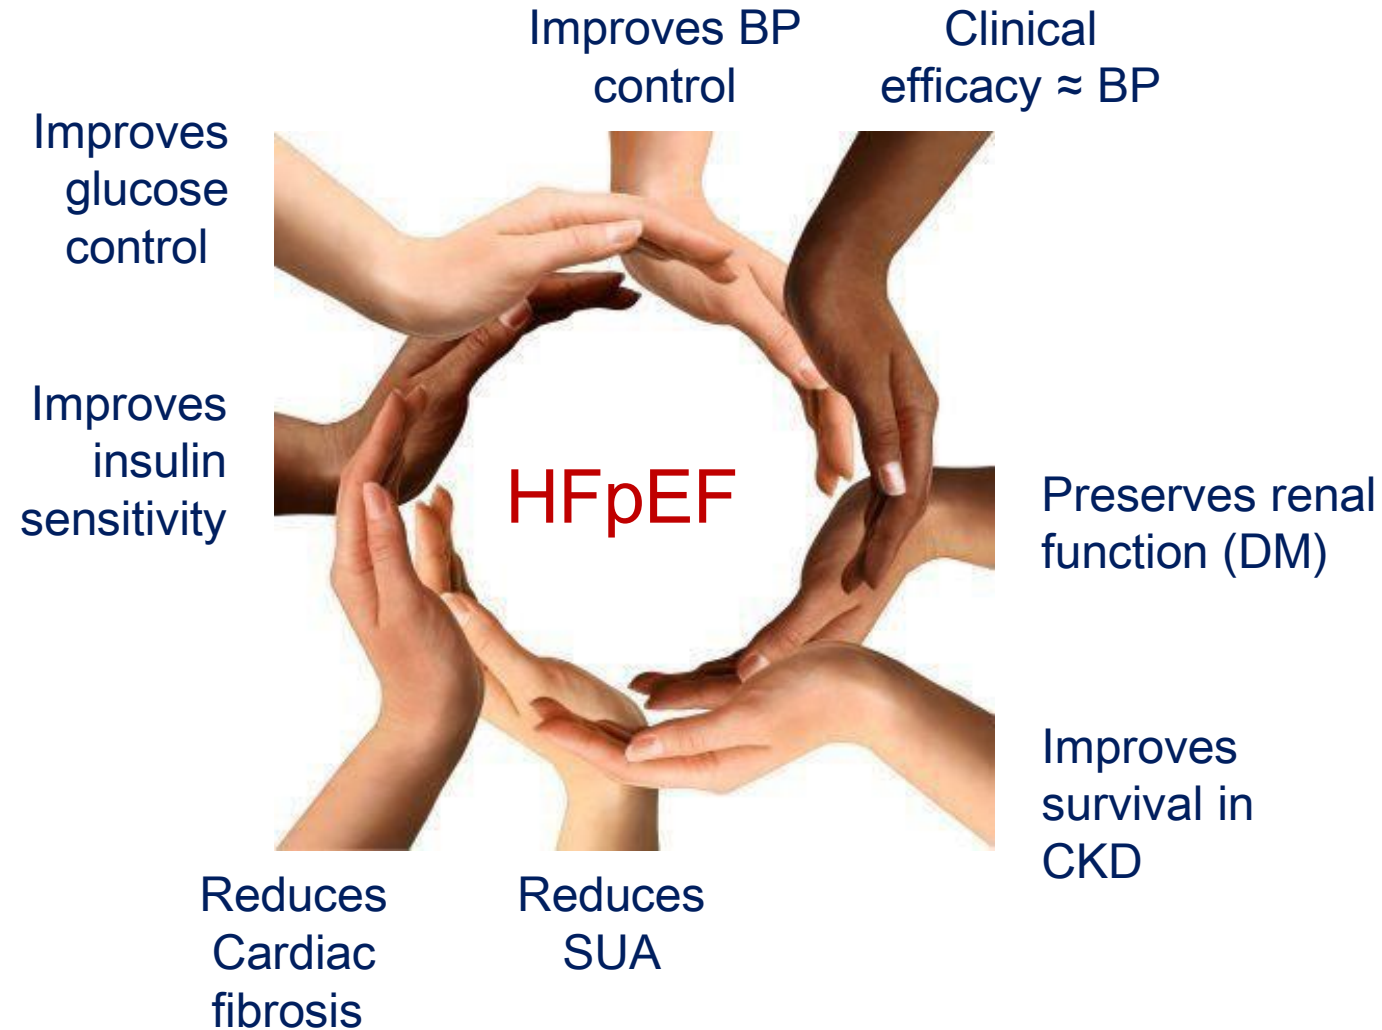 Improves BP
control
Clinical
efficacy ≈ BP
Improves
glucose
control
Improves
insulin
sensitivity
HFpEF
Preserves renal
function (DM)
Improves
survival in
CKD
Reduces
Cardiac
fibrosis
Reduces
SUA